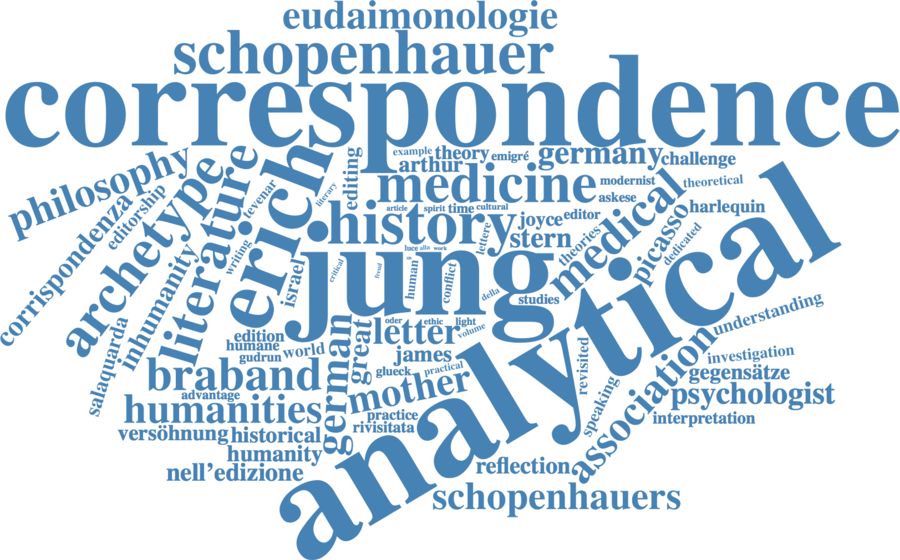 eudaimonologie
schopenhauer
correspondence
example
theory
emigré
germany
challenge
philosophy
archetype
literature
erich
literary
editing
arthur
medicine
modernist
theoretical
askese
corrispondenza
editorship
tevenar
writing
inhumanity
article
spirit
time
cultural
history
joyce
editor
stern
lettere
theories
medical
picasso
harlequin
dedicated
israel
critical
freud
luce
alla
work
human
conflict
jung
della
studies
analytical
salaquarda
edition
humane
gudrun
world
german
great
oder
ethic
light
letter
volume
james
glueck
practical
mother
braband
advantage
humanities
practice
rivisitata
versöhnung
historical
humanity
nell’edizione
revisited
speaking
association
understanding
investigation
gegensätze
psychologist
interpretation
reflection
schopenhauers